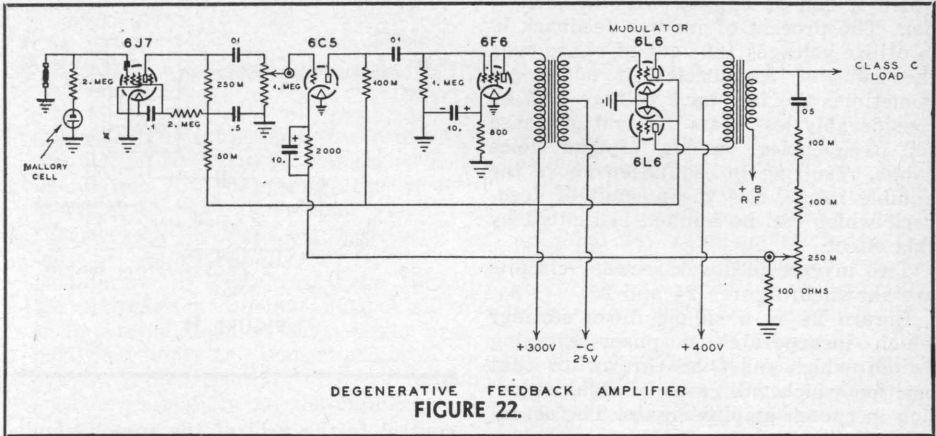 MODULATOR
6J7
6C5
6F6
6L6
.01
.01
CLASS C
LOAD
2. MEG
250 M
1. MEG
400 M
1. MEG
.05
.1
2. MEG
.5
10.
800
100 M
MALLORY
CELL
50 M
10.
2000
6L6
+ B
R F
100 M
250 M
100 OHMS
+300V
-C
25V
+400V
DEGENERATIVE FEEDBACK AMPLIFIER
FIGURE 22.